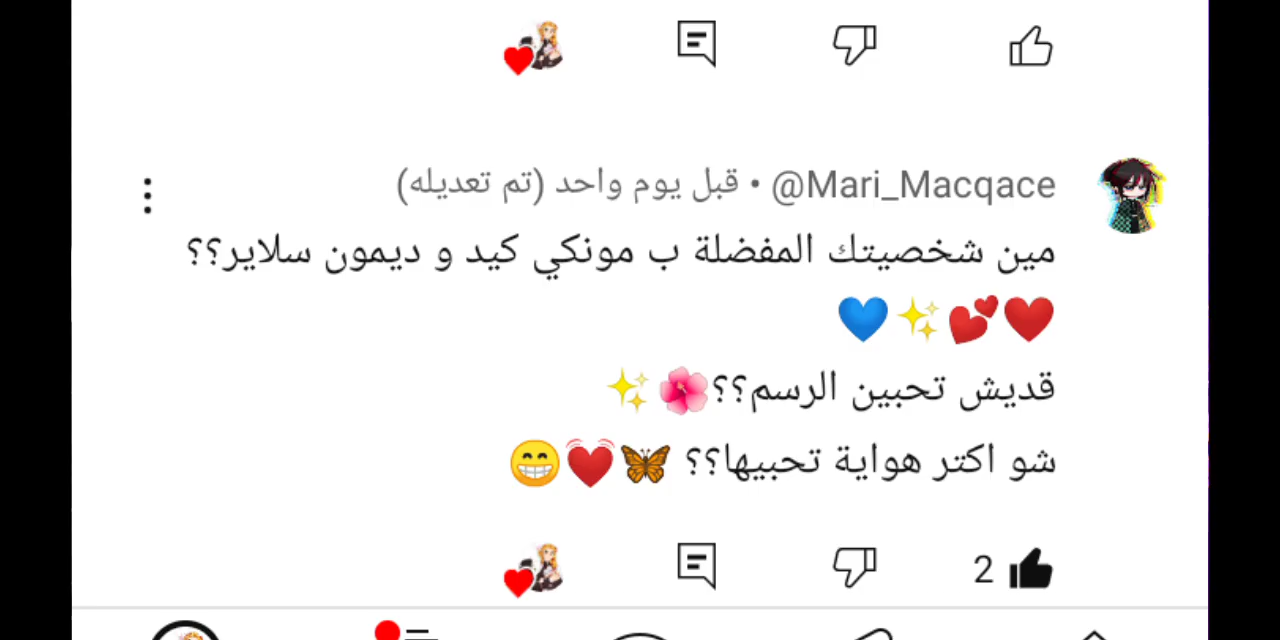 @Mari_Macqace • قبل يوم واحد (تم تعديله)
مين شخصيتك المفضلة ب مونكي كيد و ديمون سلاير؟؟
❤️💕✨💙
قديش تحبين الرسم؟؟🌺✨
شو اكتر هواية تحبيها؟؟ 🦋💓😁
2